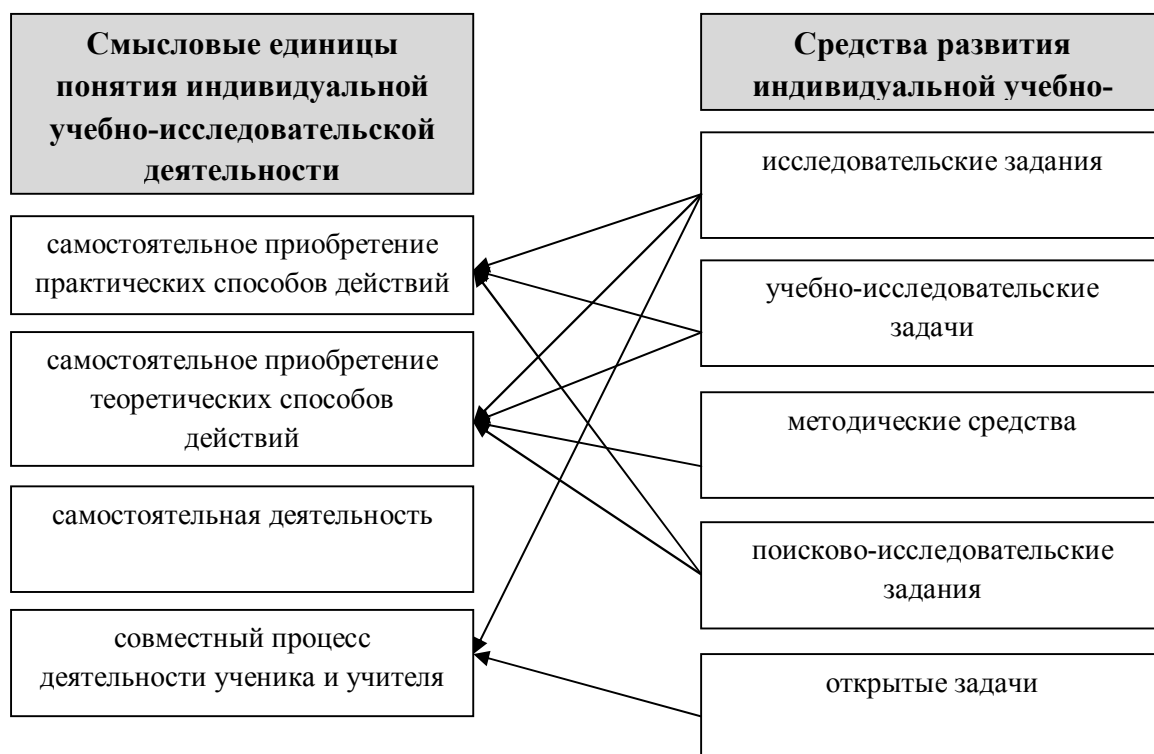 Смысловые единицы
понятия индивидуальной
учебно-исследовательской
деятельности
самостоятельное приобретение
практических способов действий
самостоятельное приобретение
теоретических способов
действий
самостоятельная деятельность
совместный процесс
деятельности ученика и учителя
Средства развития
индивидуальной учебно-
исследовательские задания
учебно-исследовательские
задачи
методические средства
поисково-исследовательские
задания
открытые задачи